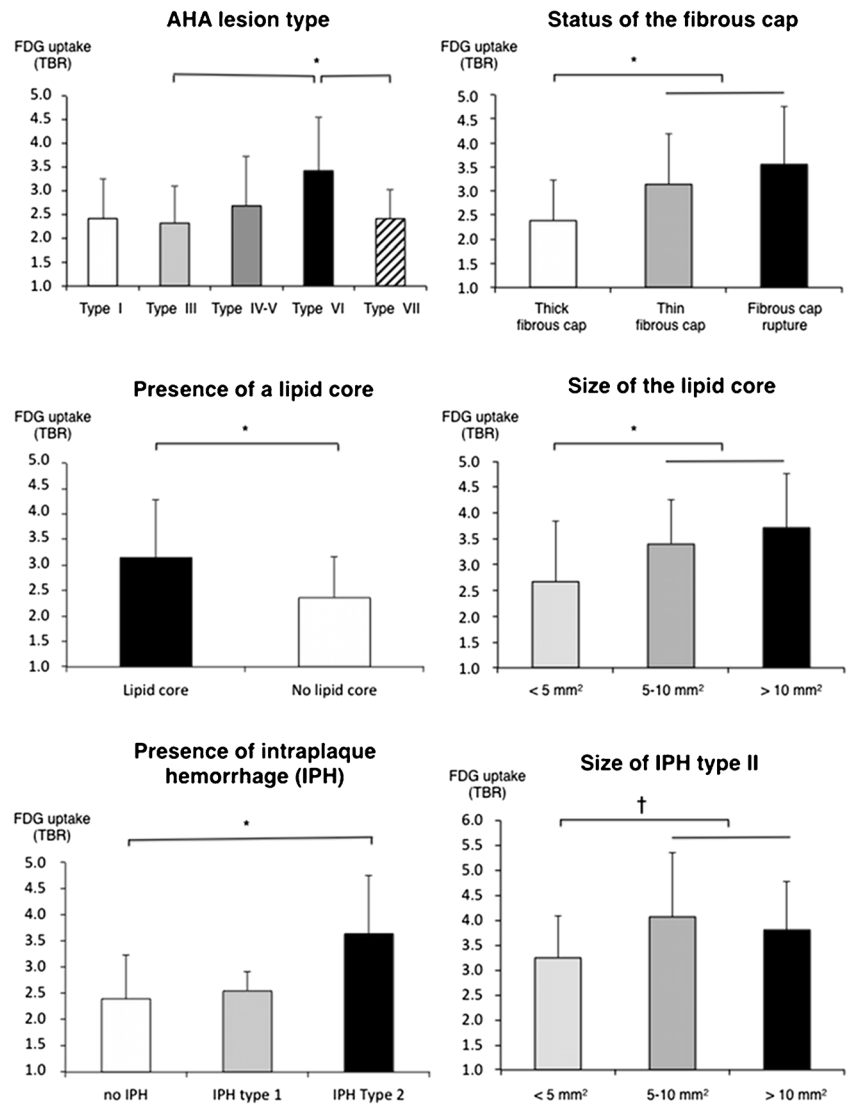 AHA lesion type
FDG uptake
(TBR)
*
5.0
4.5
4.0
3.5
3.0
2.5
2.0
1.5
1.0
Type I
Type III
Type IV-V
Type VI
Type VII
Status of the fibrous cap
FDG uptake
(TBR)
*
5.0
4.5
4.0
3.5
3.0
2.5
2.0
1.5
1.0
Thick
fibrous cap
Thin
fibrous cap
Fibrous cap
rupture
Presence of a lipid core
FDG uptake
(TBR)
*
5.0
4.5
4.0
3.5
3.0
2.5
2.0
1.5
1.0
Lipid core
No lipid core
Size of the lipid core
FDG uptake
(TBR)
*
5.0
4.5
4.0
3.5
3.0
2.5
2.0
1.5
1.0
< 5 mm²
5-10 mm²
> 10 mm²
Presence of intraplaque
hemorrhage (IPH)
FDG uptake
(TBR)
*
5.0
4.5
4.0
3.5
3.0
2.5
2.0
1.5
1.0
no IPH
IPH type 1
IPH Type 2
Size of IPH type II
FDG uptake
(TBR)
†
6.0
5.5
5.0
4.5
4.0
3.5
3.0
2.5
2.0
1.5
1.0
< 5 mm²
5-10 mm²
> 10 mm²